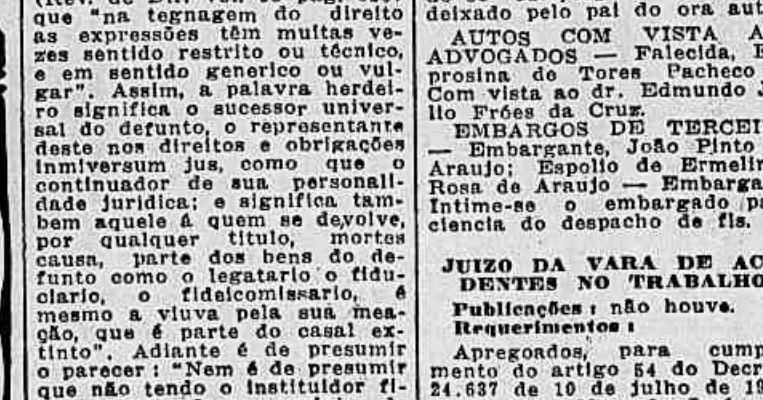 que "na tegnagem do direito
as expressões têm muitas ve-
zes sentido restrito ou técnico,
e em sentido generico ou vul-
gar". Assim, a palavra herdei-
ro significa o sucessor univer-
sal do defunto, o representante
deste nos direitos e obrigações
inmiversum jus, como que o
continuador de sua personali-
dade juridica; e significa tam-
bem aquele á quem se devolve,
por qualquer titulo, mortes
causa, parte dos bens do de-
funto como o legatario o fidu-
ciario, o fideicomissario, é
mesmo a viuva pela sua mea-
ção, que é parte do casal ex-
tinto". Adiante é de presumir
o parecer: "Nem é de presumir
que não tendo o instituidor fi-
deixado pelo pai do ora aut
AUTOS COM VISTA A
ADVOGADOS — Falecida, E
prosina de Tores Pacheco
Com vista ao dr. Edmundo J
lio Fróes da Cruz.
EMBARGOS DE TERCEI
— Embargante, João Pinto
Araujo; Espolio de Ermelin
Rosa de Araujo — Embarga
Intime-se o embargado pa
ciencia do despacho de fls.
JUIZO DA VARA DE AC
DENTES NO TRABALHO
Publicações: não houve.
Requerimentos:
Apregoados, para cump
mento do artigo 54 do Decr
24.637 de 10 de julho de 19